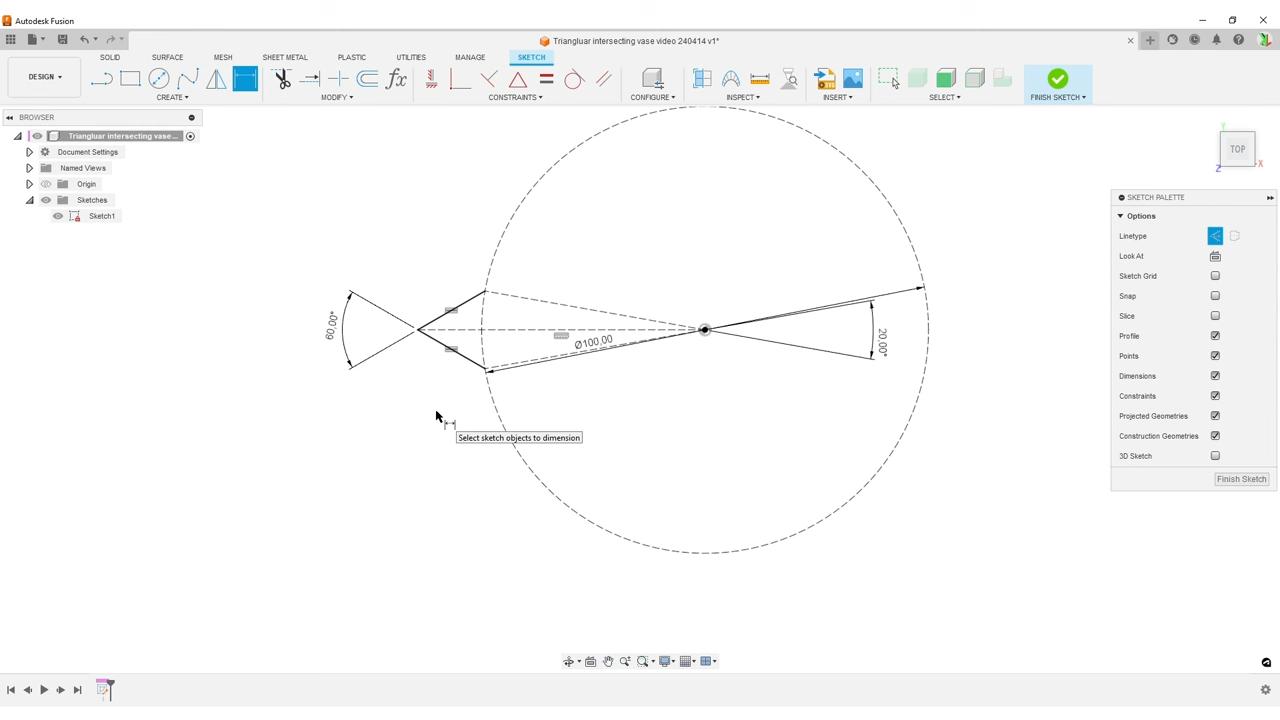 Autodesk Fusion
Triangluar intersecting vase video 240414 v1*
SOLID
SURFACE
MESH
SHEET METAL
PLASTIC
UTILITIES
MANAGE
SKETCH
DESIGN
fx
CREATE
MODIFY
CONSTRAINTS
CONFIGURE
INSPECT
INSERT
SELECT
FINISH SKETCH
BROWSER
Triangluar intersecting vase...
Document Settings
Named Views
Origin
Sketches
Sketch1
Y
TOP
X
Z
SKETCH PALETTE
Options
Linetype
Look At
Sketch Grid
Snap
Slice
Profile
Points
Dimensions
Constraints
Projected Geometries
Construction Geometries
3D Sketch
Finish Sketch
60.00°
Ø100.00
20.00°
Select sketch objects to dimension